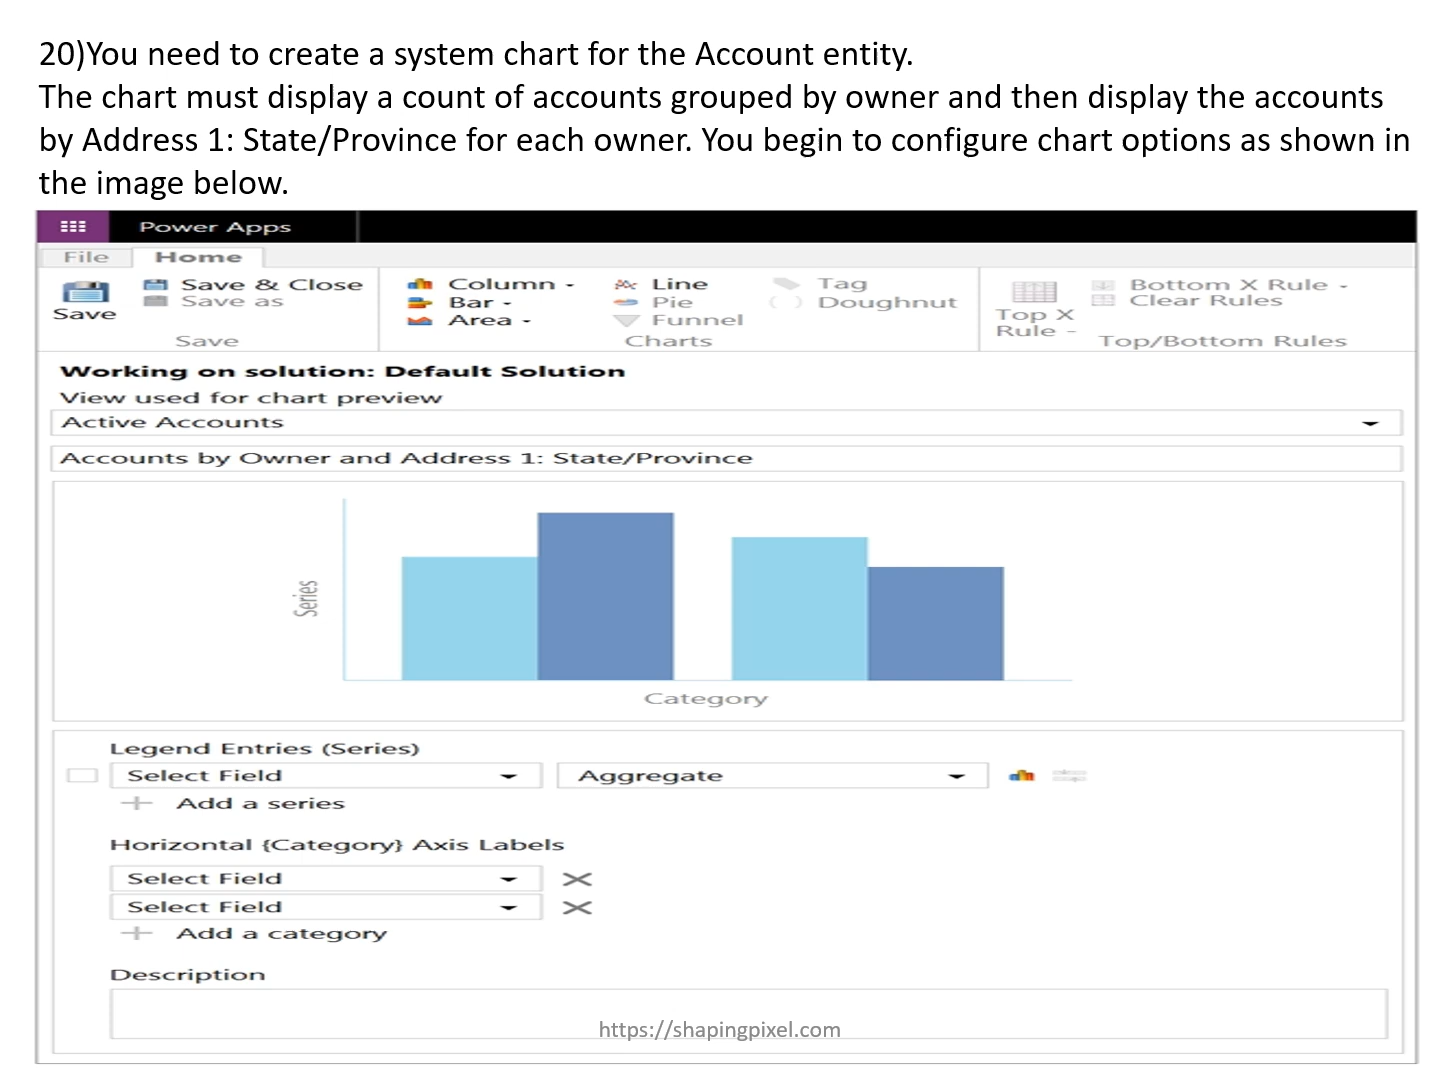 20)You need to create a system chart for the Account entity.
The chart must display a count of accounts grouped by owner and then display the accounts
by Address 1: State/Province for each owner. You begin to configure chart options as shown in
the image below.
Power Apps
File Home
Save
Save & Close
Save as
Save
Column
Bar
Area
Line
Pie
Funnel
Tag
Doughnut
Charts
Top X
Rule
Bottom X Rule
Clear Rules
Top/Bottom Rules
Working on solution: Default Solution
View used for chart preview
Active Accounts
Accounts by Owner and Address 1: State/Province
Series
Category
Legend Entries (Series)
Select Field Aggregate
Add a series
Horizontal {Category} Axis Labels
Select Field
Select Field
Add a category
Description
https://shapingpixel.com